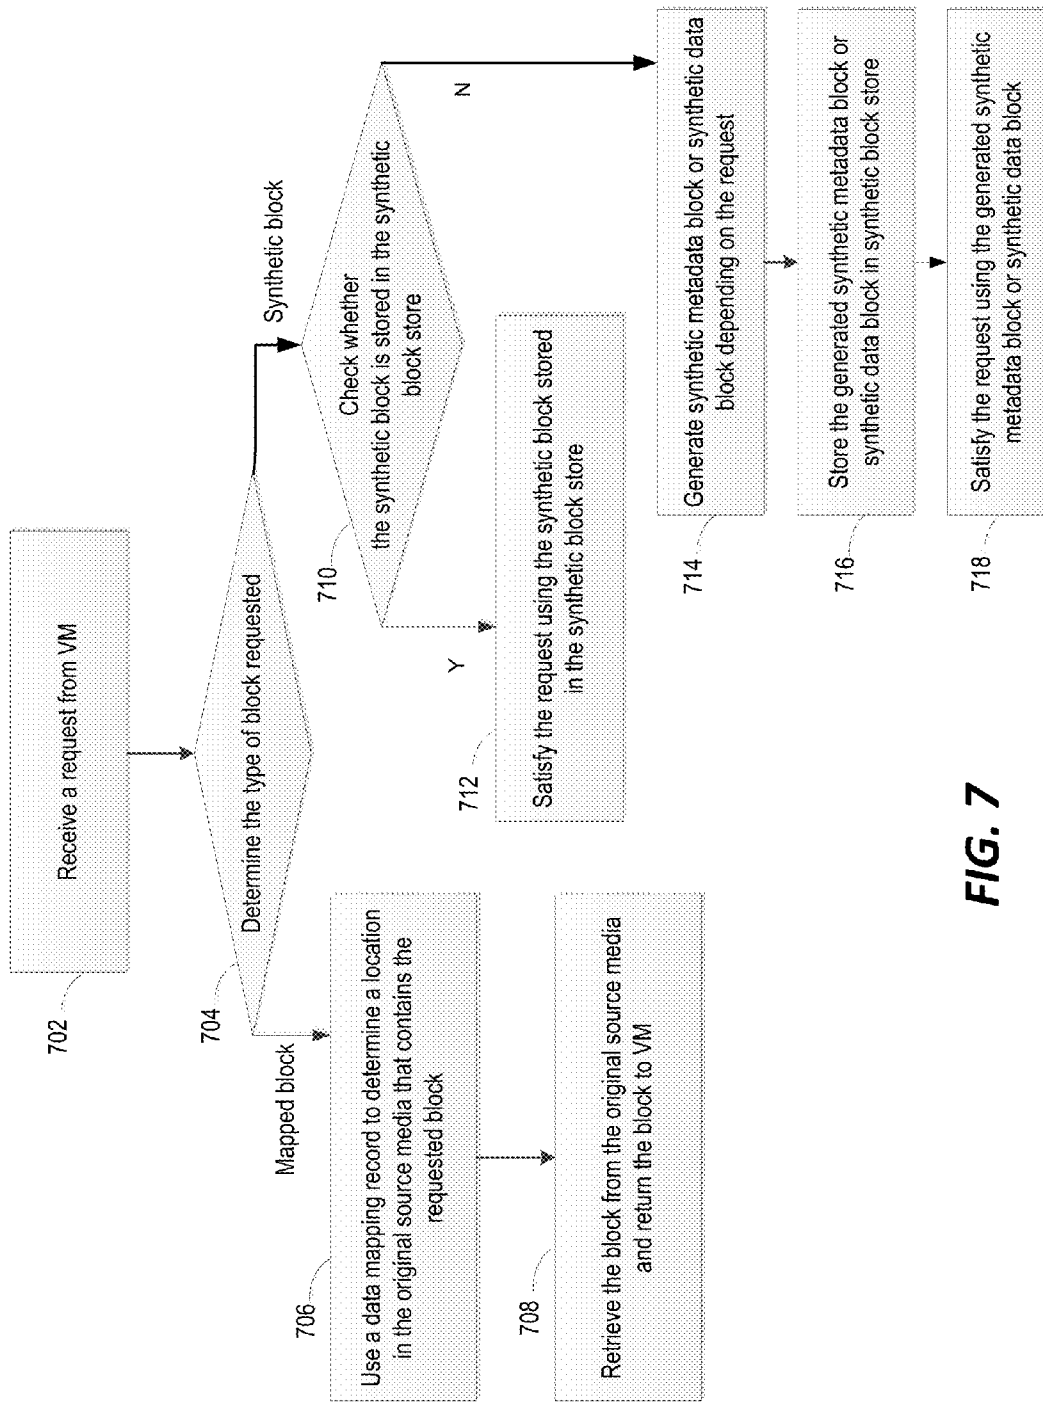 702
Receive a request from VM
704
Determine the type of block requested
Mapped block
Synthetic block
706
Use a data mapping record to determine a location
in the original source media that contains the
requested block
708
Retrieve the block from the original source media
and return the block to VM
710
Check whether
the synthetic block is stored in the synthetic
block store
Y
N
712
Satisfy the request using the synthetic block stored
in the synthetic block store
714
Generate synthetic metadata block or synthetic data
block depending on the request
716
Store the generated synthetic metadata block or
synthetic data block in synthetic block store
718
Satisfy the request using the generated synthetic
metadata block or synthetic data block
FIG. 7